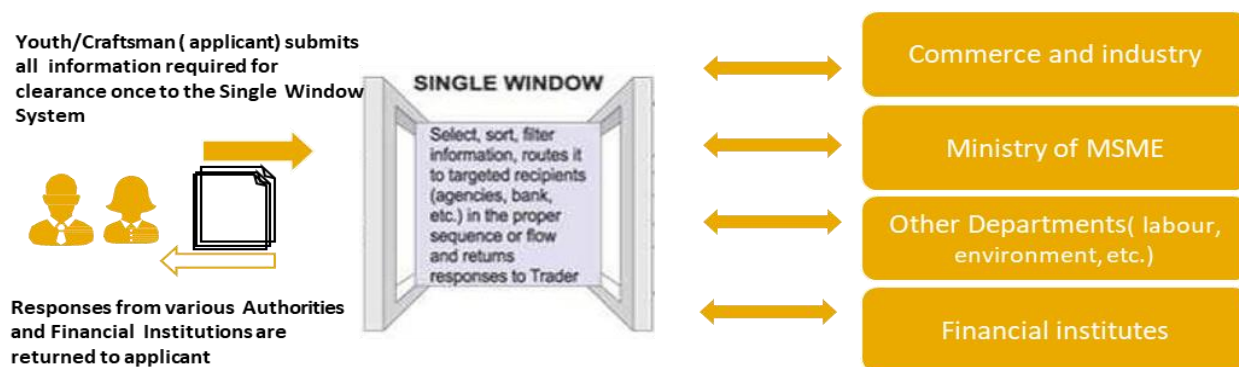 Youth/Craftsman ( applicant) submits
all information required for
clearance once to the Single Window
System
Responses from various Authorities
and Financial Institutions are
returned to applicant
SINGLE WINDOW
Select, sort, filter
information, routes it
to targeted recipients
(agencies, bank,
etc.) in the proper
sequence or flow
and returns
responses to Trader
Commerce and industry
Ministry of MSME
Other Departments( labour,
environment, etc.)
Financial institutes